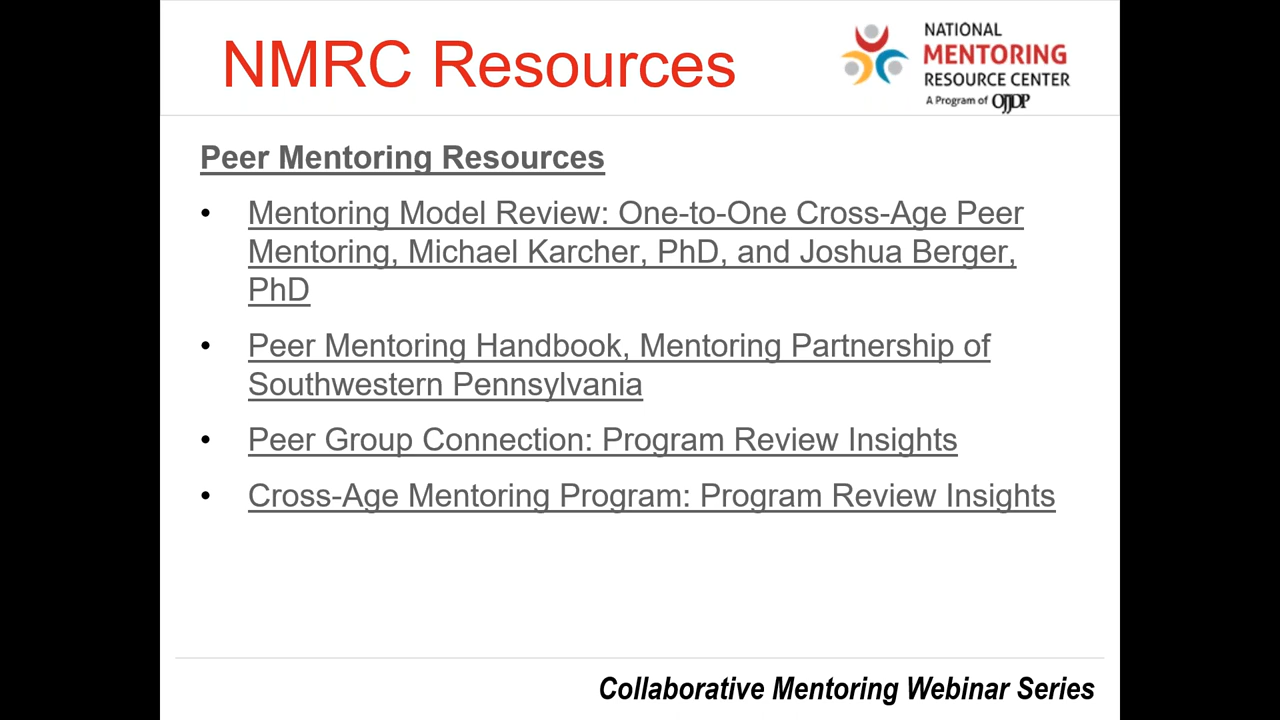 NMRC Resources
NATIONAL
MENTORING
RESOURCE CENTER
A Program of OJJDP
Peer Mentoring Resources
• Mentoring Model Review: One-to-One Cross-Age Peer
Mentoring, Michael Karcher, PhD, and Joshua Berger,
PhD
• Peer Mentoring Handbook, Mentoring Partnership of
Southwestern Pennsylvania
• Peer Group Connection: Program Review Insights
• Cross-Age Mentoring Program: Program Review Insights
Collaborative Mentoring Webinar Series